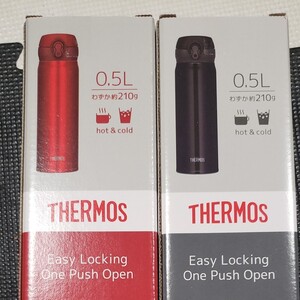 0.5L
わずか約210g
hot & cold
THERMOS
Easy Locking
One Push Open
0.5L
わずか約210g
hot & cold
THERMOS
Easy Locking
One Push Open